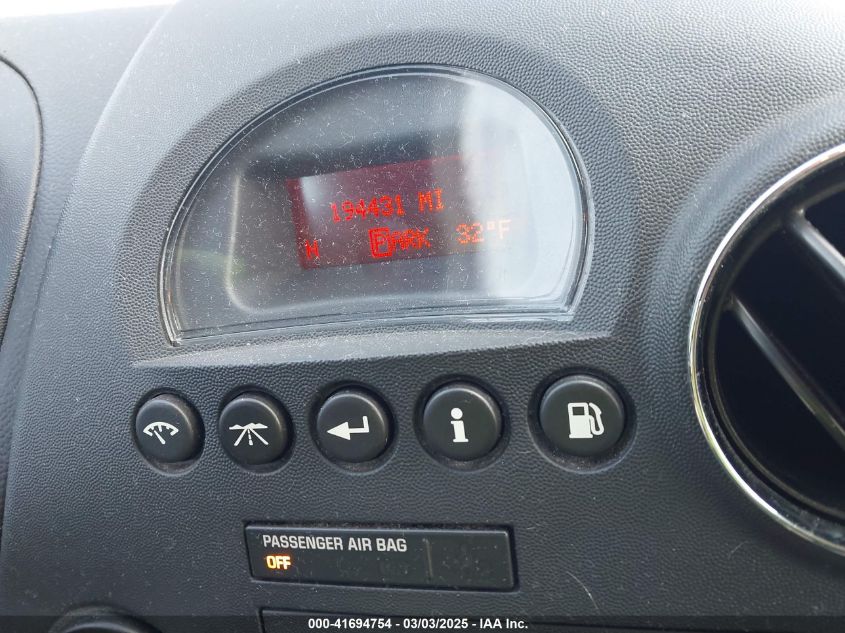 194431 MI
W PARK 32°F
i
PASSENGER AIR BAG
OFF
000-41694754 / 03/03/2025 - IAA Inc.